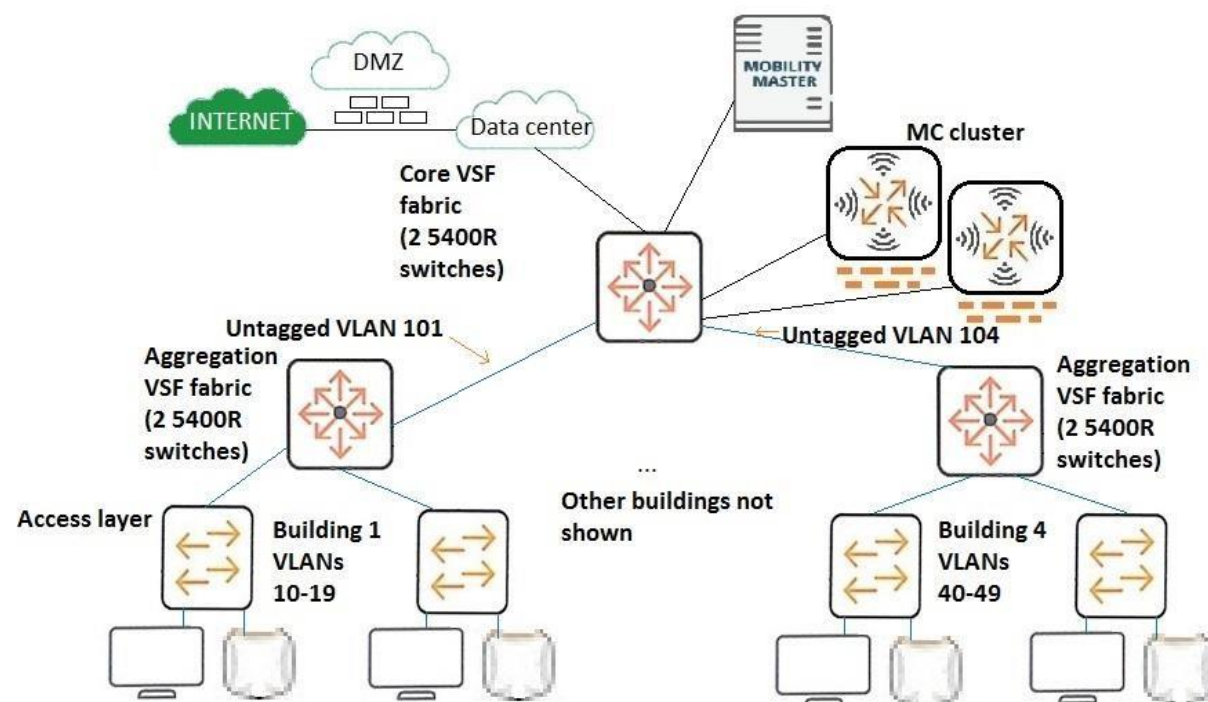 DMZ
INTERNET
Data center
MOBILITY
MASTER
MC cluster
Core VSF
fabric
(2 5400R
switches)
Untagged VLAN 101
Untagged VLAN 104
Aggregation
VSF fabric
(2 5400R
switches)
Aggregation
VSF fabric
(2 5400R
switches)
...
Other buildings not
shown
Access layer
Building 1
VLANs
10-19
Building 4
VLANs
40-49